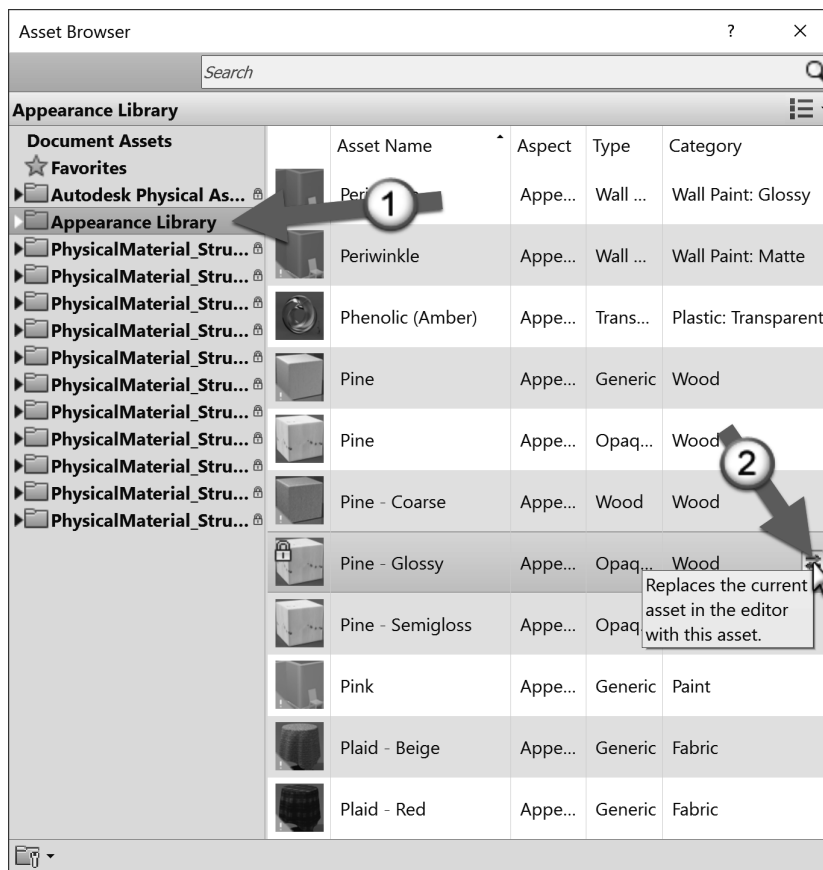 Asset Browser
?
Search
Appearance Library
Document Assets
Favorites
Autodesk Physical As...
Appearance Library
PhysicalMaterial_Stru...
PhysicalMaterial_Stru...
PhysicalMaterial_Stru...
PhysicalMaterial_Stru...
PhysicalMaterial_Stru...
PhysicalMaterial_Stru...
PhysicalMaterial_Stru...
PhysicalMaterial_Stru...
PhysicalMaterial_Stru...
PhysicalMaterial_Stru...
PhysicalMaterial_Stru...
Asset Name Aspect Type Category
1 Appe... Wall ... Wall Paint: Glossy
Periwinkle Appe... Wall ... Wall Paint: Matte
Phenolic (Amber) Appe... Trans... Plastic: Transparent
Pine Appe... Generic Wood
Pine Appe... Opaq... Wood
2
Pine - Coarse Appe... Wood Wood
Pine - Glossy Appe... Opaq... Wood
Replaces the current
asset in the editor
with this asset.
Pine - Semigloss Appe... Opaq
Pink Appe... Generic Paint
Plaid - Beige Appe... Generic Fabric
Plaid - Red Appe... Generic Fabric